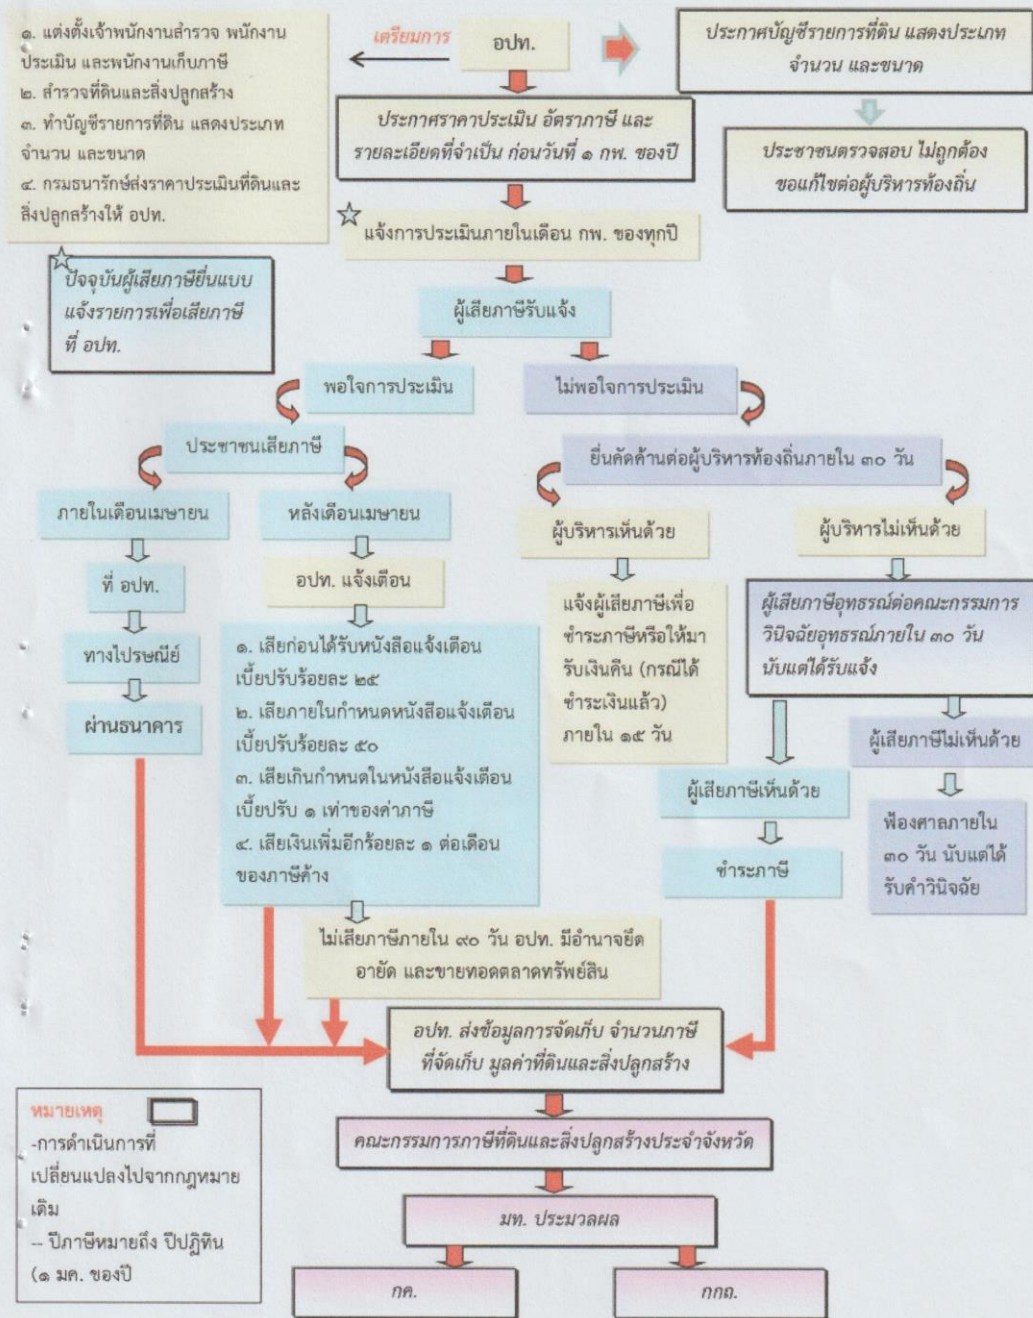 ๑. แต่งตั้งเจ้าพนักงานสำรวจ พนักงาน
ประเมิน และพนักงานเก็บภาษี
๒. สำรวจที่ดินและสิ่งปลูกสร้าง
๓. ทำบัญชีรายการที่ดิน แสดงประเภท
จำนวน และขนาด
๔. กรมธนารักษ์ส่งราคาประเมินที่ดินและ
สิ่งปลูกสร้างให้ อปท.
เตรียมการ
อปท.
ประกาศบัญชีรายการที่ดิน แสดงประเภท
จำนวน และขนาด
ประกาศราคาประเมิน อัตราภาษี และ
รายละเอียดที่จำเป็น ก่อนวันที่ ๑ กพ. ของปี
ประชาชนตรวจสอบ ไม่ถูกต้อง
ขอแก้ไขต่อผู้บริหารท้องถิ่น
แจ้งการประเมินภายในเดือน กพ. ของทุกปี
ปัจจุบันผู้เสียภาษียื่นแบบ
แจ้งรายการเพื่อเสียภาษี
ที่ อปท.
ผู้เสียภาษีรับแจ้ง
พอใจการประเมิน
ไม่พอใจการประเมิน
ประชาชนเสียภาษี
ยื่นคัดค้านต่อผู้บริหารท้องถิ่นภายใน ๓๐ วัน
ภายในเดือนเมษายน
หลังเดือนเมษายน
ผู้บริหารเห็นด้วย
ผู้บริหารไม่เห็นด้วย
ที่ อปท.
ทางไปรษณีย์
ผ่านธนาคาร
อปท. แจ้งเตือน
๑. เสียก่อนได้รับหนังสือแจ้งเตือน
เบี้ยปรับร้อยละ ๒๕
๒. เสียภายในกำหนดหนังสือแจ้งเตือน
เบี้ยปรับร้อยละ ๕๐
๓. เสียเกินกำหนดในหนังสือแจ้งเตือน
เบี้ยปรับ ๑ เท่าของค่าภาษี
๔. เสียเงินเพิ่มอีกร้อยละ ๑ ต่อเดือน
ของภาษีค้าง
แจ้งผู้เสียภาษีเพื่อ
ชำระภาษีหรือให้มา
รับเงินคืน (กรณีได้
ชำระเงินแล้ว)
ภายใน ๑๕ วัน
ผู้เสียภาษีอุทธรณ์ต่อคณะกรรมการ
วินิจฉัยอุทธรณ์ภายใน ๓๐ วัน
นับแต่ได้รับแจ้ง
ผู้เสียภาษีไม่เห็นด้วย
ผู้เสียภาษีเห็นด้วย
ฟ้องศาลภายใน
๓๐ วัน นับแต่ได้
รับคำวินิจฉัย
ชำระภาษี
ไม่เสียภาษีภายใน ๙๐ วัน อปท. มีอำนาจยึด
อายัด และขายทอดตลาดทรัพย์สิน
อปท. ส่งข้อมูลการจัดเก็บ จำนวนภาษี
ที่จัดเก็บ มูลค่าที่ดินและสิ่งปลูกสร้าง
คณะกรรมการภาษีที่ดินและสิ่งปลูกสร้างประจำจังหวัด
มท. ประมวลผล
กค.
กกถ.
หมายเหตุ
-การดำเนินการที่
เปลี่ยนแปลงไปจากกฎหมาย
เดิม
-- ปีภาษีหมายถึง ปีปฏิทิน
(๑ มค. ของปี